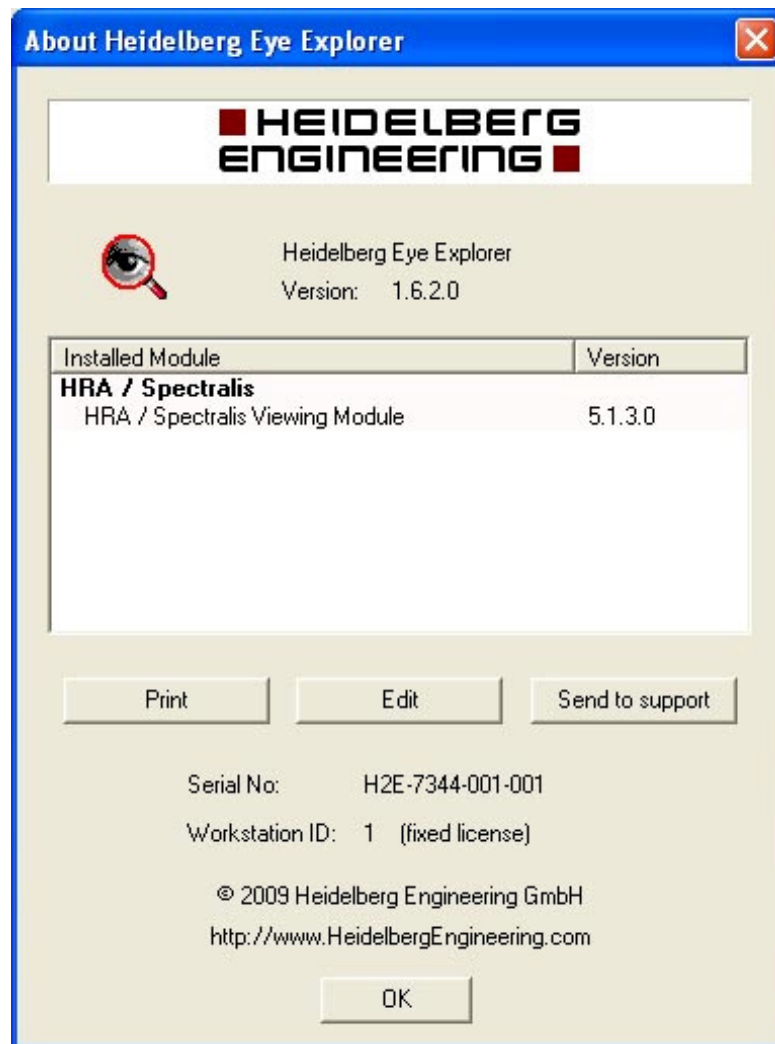 About Heidelberg Eye Explorer
HEIDELBERG
ENGINEERING
Heidelberg Eye Explorer
Version: 1.6.2.0
Installed Module Version
HRA / Spectralis
HRA / Spectralis Viewing Module 5.1.3.0
Print Edit Send to support
Serial No: H2E-7344-001-001
Workstation ID: 1 (fixed license)
© 2009 Heidelberg Engineering GmbH
http://www.HeidelbergEngineering.com
OK